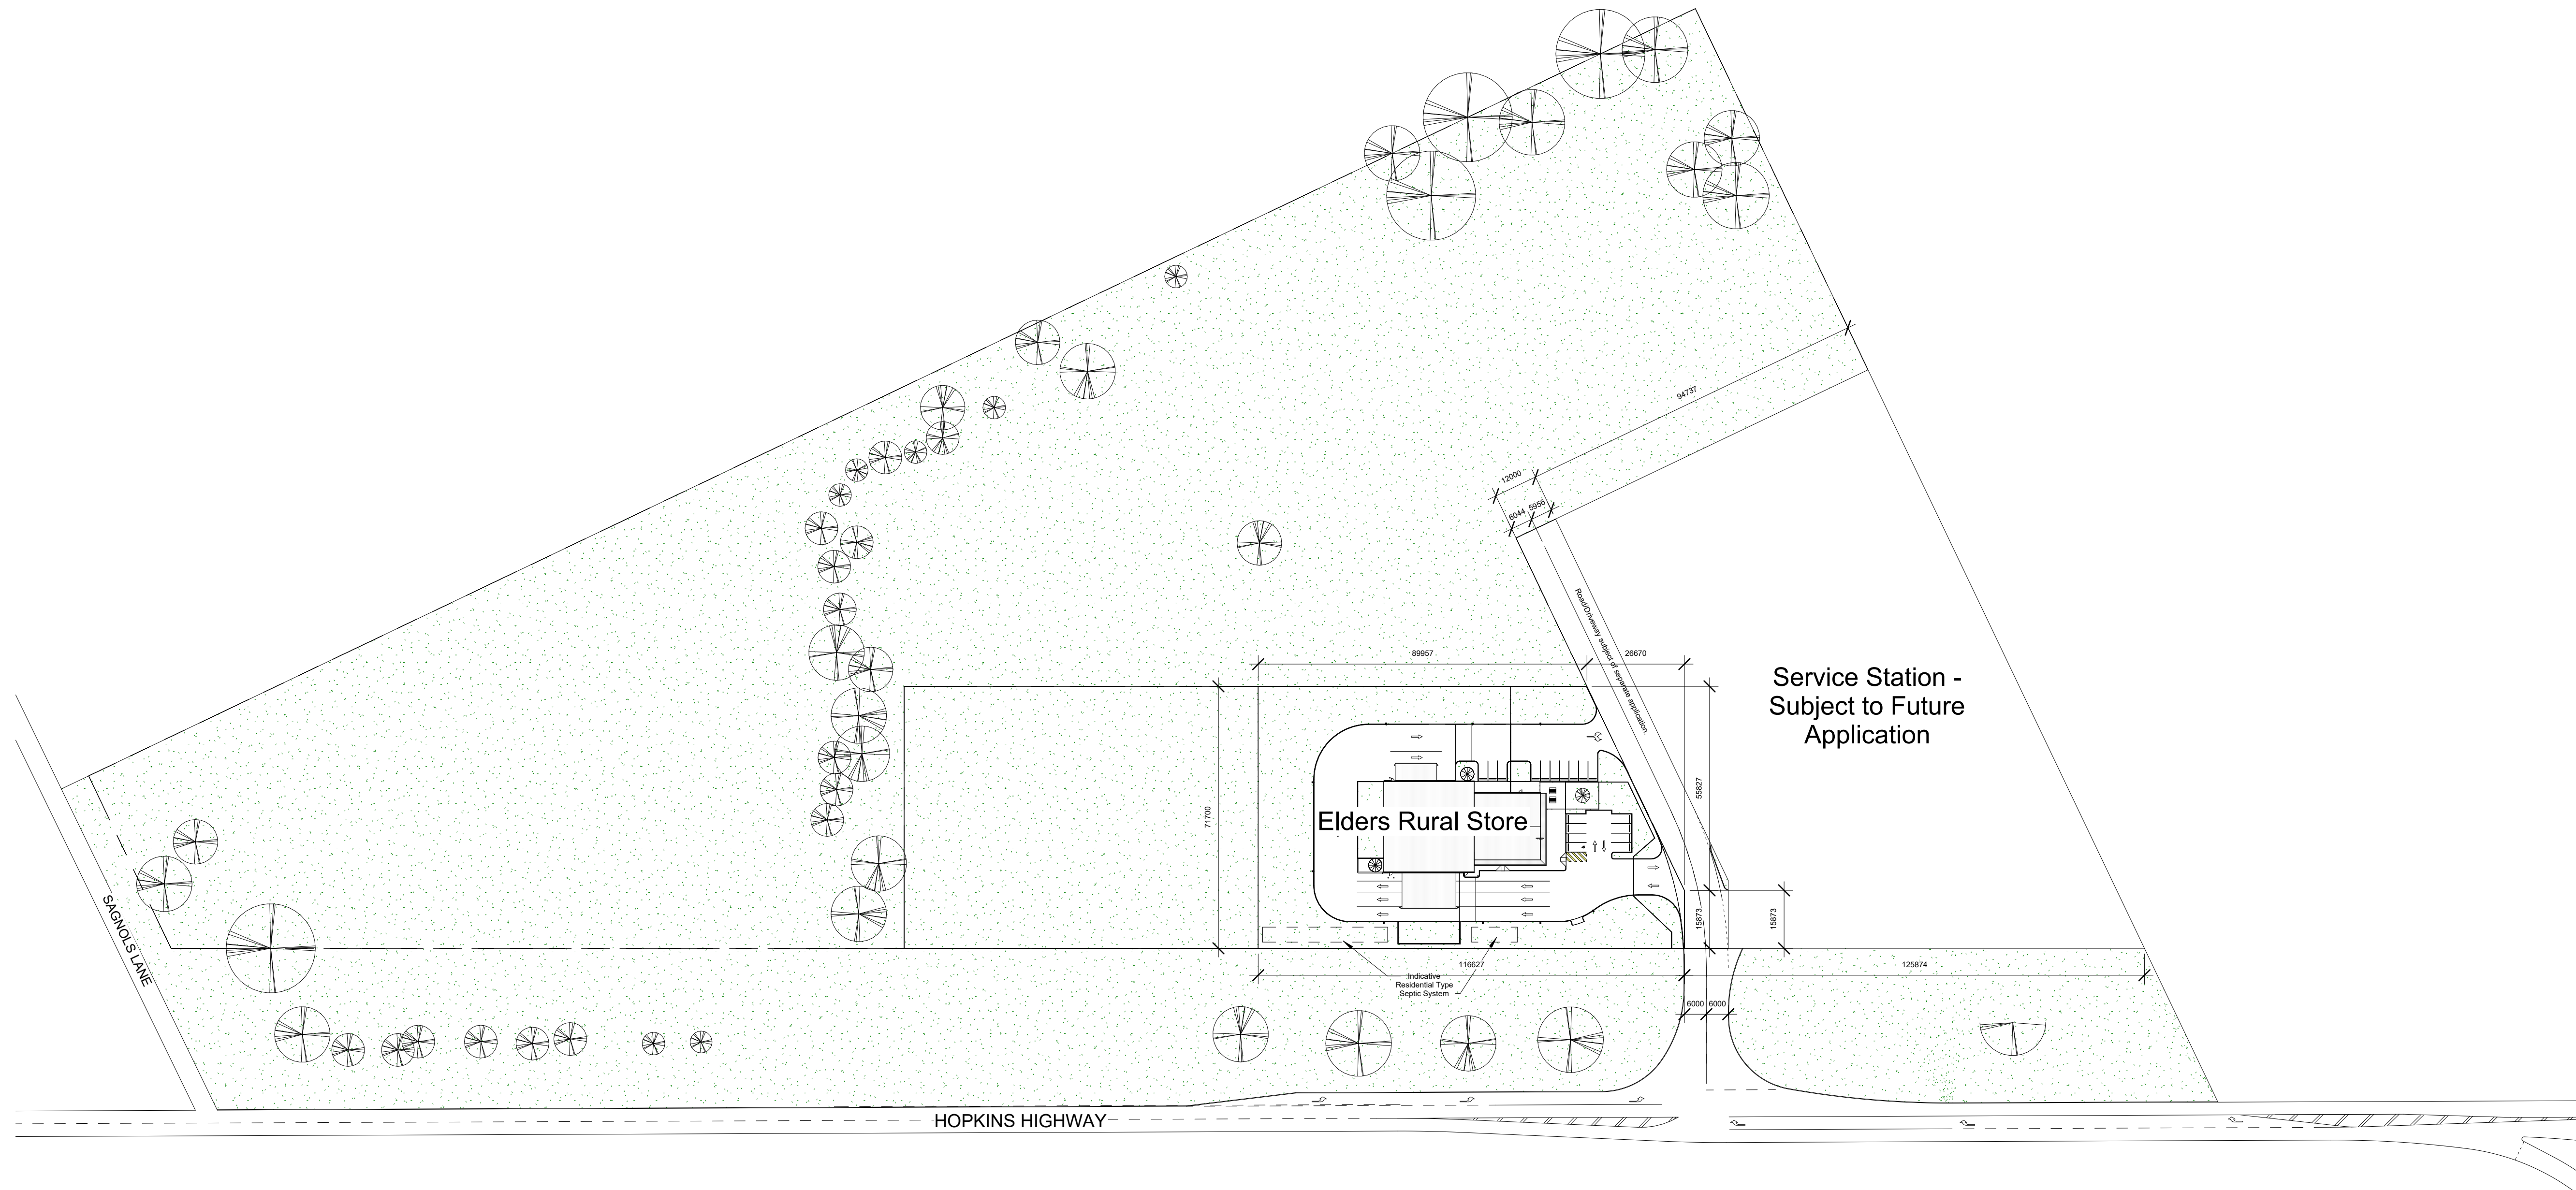 94737
12000
6044
5956
Road/Driveway subject of separate application.
89957
26670
Service Station -
Subject to Future
Application
55827
71700
Elders Rural Store
15873
15873
SAGNOLS LANE
116627
125874
Indicative
Residential Type
Septic System
6000
6000
HOPKINS HIGHWAY